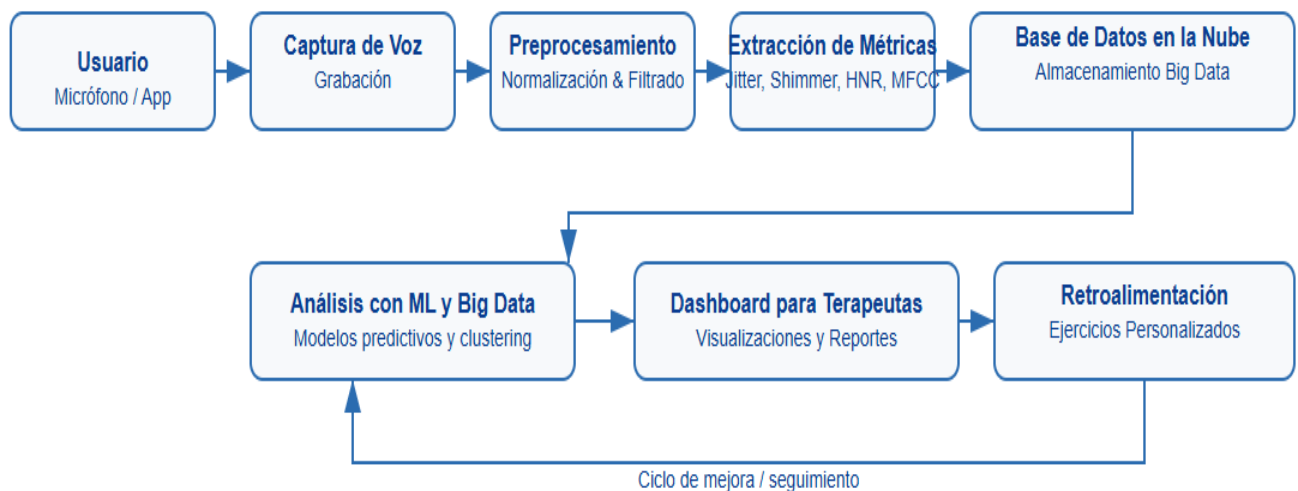 Usuario
Micrófono / App
Captura de Voz
Grabación
Preprocesamiento
Normalización & Filtrado
Extracción de Métricas
Jitter, Shimmer, HNR, MFCC
Base de Datos en la Nube
Almacenamiento Big Data
Análisis con ML y Big Data
Modelos predictivos y clustering
Dashboard para Terapeutas
Visualizaciones y Reportes
Retroalimentación
Ejercicios Personalizados
Ciclo de mejora / seguimiento